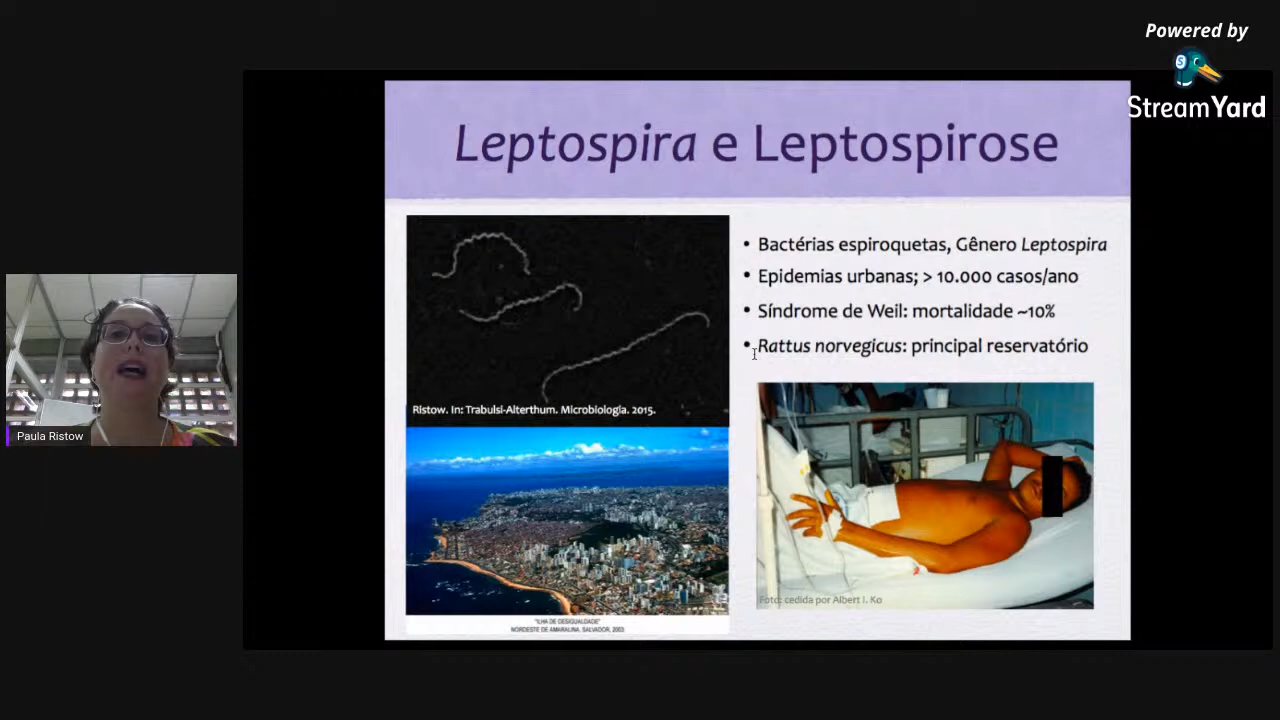 Powered by
StreamYard
Leptospira e Leptospirose
• Bactérias espiroquetas, Gênero Leptospira
• Epidemias urbanas; > 10.000 casos/ano
• Síndrome de Weil: mortalidade ~10%
• Rattus norvegicus: principal reservatório
Ristow. In: Trabulsi-Alterthum. Microbiologia. 2015.
Paula Ristow
Foto: cedida por Albert I. Ko
"ILHA DE DESIGUALDADE"
NORDESTE DE AMARALINA, SALVADOR, 2003